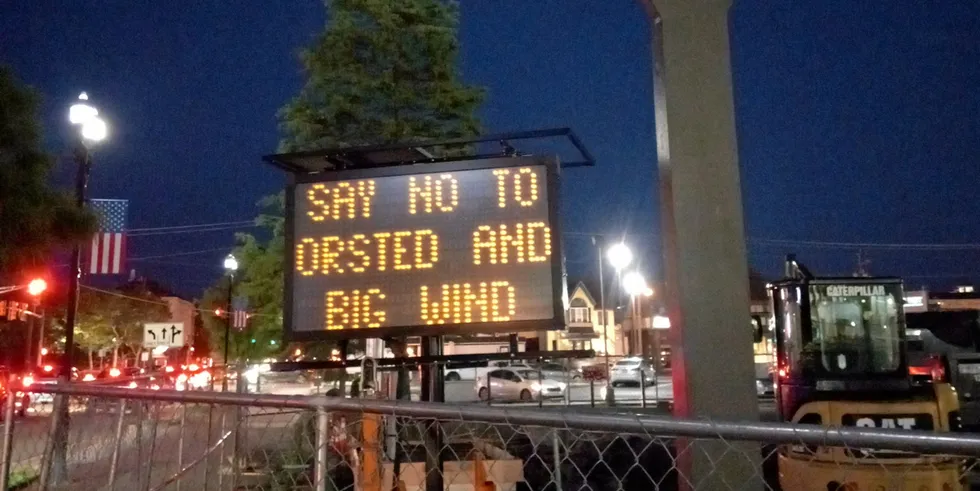 SAY NO TO
ORSTED AND
BIG WIND
CATERPILLAR
CAT